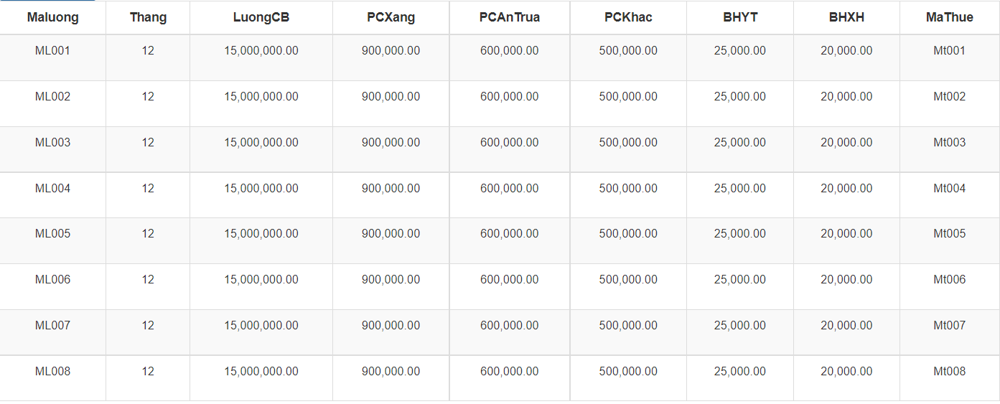 Maluong Thang LuongCB PCXang PCAnTrua PCKhac BHYT BHXH MaThue
ML001 12 15,000,000.00 900,000.00 600,000.00 500,000.00 25,000.00 20,000.00 Mt001
ML002 12 15,000,000.00 900,000.00 600,000.00 500,000.00 25,000.00 20,000.00 Mt002
ML003 12 15,000,000.00 900,000.00 600,000.00 500,000.00 25,000.00 20,000.00 Mt003
ML004 12 15,000,000.00 900,000.00 600,000.00 500,000.00 25,000.00 20,000.00 Mt004
ML005 12 15,000,000.00 900,000.00 600,000.00 500,000.00 25,000.00 20,000.00 Mt005
ML006 12 15,000,000.00 900,000.00 600,000.00 500,000.00 25,000.00 20,000.00 Mt006
ML007 12 15,000,000.00 900,000.00 600,000.00 500,000.00 25,000.00 20,000.00 Mt007
ML008 12 15,000,000.00 900,000.00 600,000.00 500,000.00 25,000.00 20,000.00 Mt008